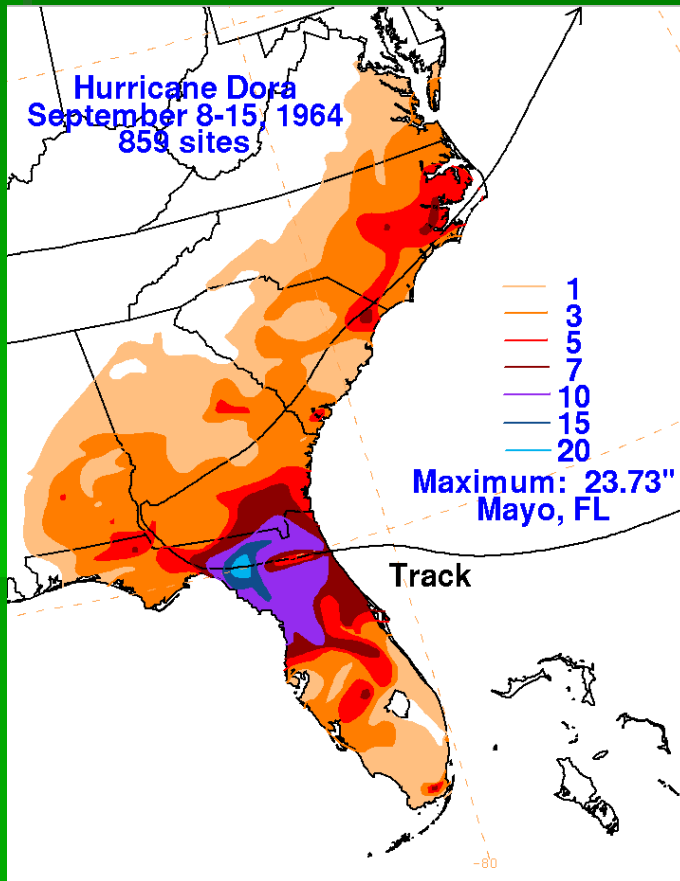 Hurricane Dora
September 8-15, 1964
859 sites
1
3
5
7
10
15
20
Maximum: 23.73"
Mayo, FL
Track
-80